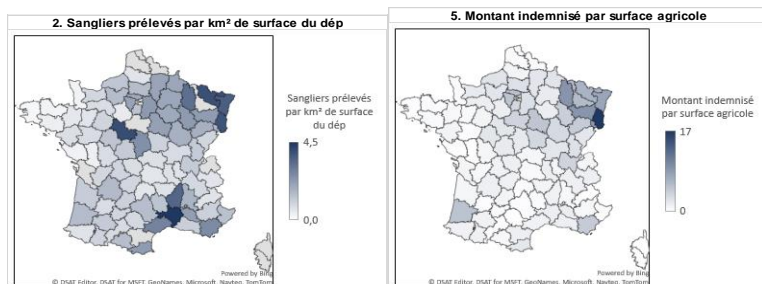 2. Sangliers prélevés par km² de surface du dép
Sangliers prélevés
par km² de surface
du dép
4,5
0,0
Powered by Bing
© DSAT Editor, DSAT for MSFT, GeoNames, Microsoft, Navteq, TomTom
5. Montant indemnisé par surface agricole
Montant indemnisé
par surface agricole
17
0
Powered by Bing
© DSAT Editor, DSAT for MSFT, GeoNames, Microsoft, Navteq, TomTom